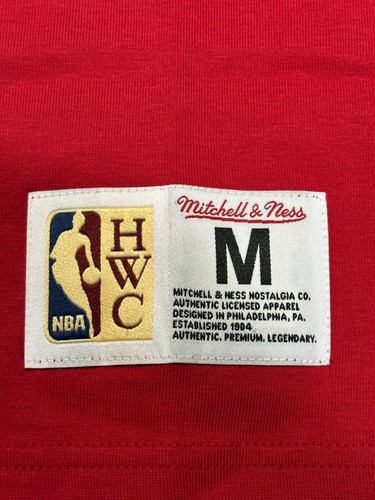 H
W
C
NBA
Mitchell & Ness
M
MITCHELL & NESS NOSTALGIA CO.
AUTHENTIC LICENSED APPAREL
DESIGNED IN PHILADELPHIA, PA.
ESTABLISHED 1904
AUTHENTIC. PREMIUM. LEGENDARY.